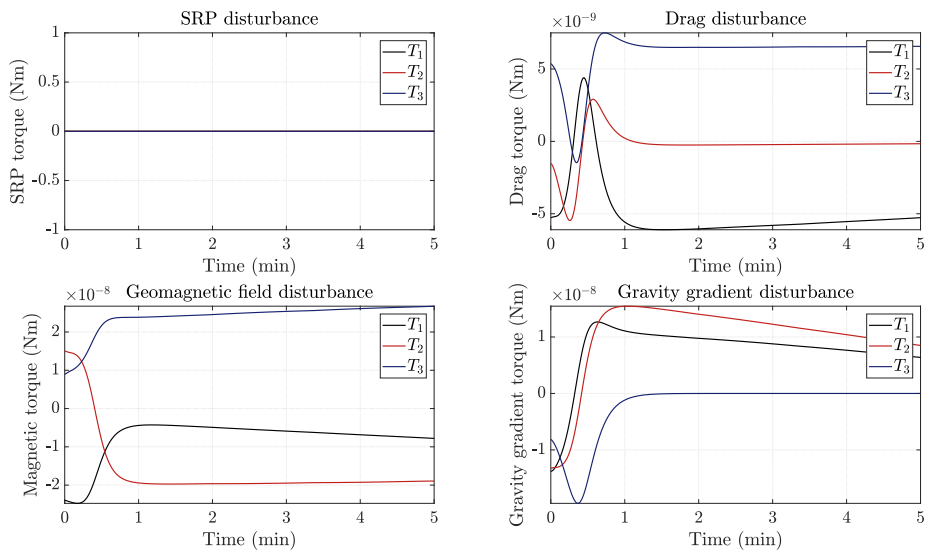 SRP disturbance
SRP torque (Nm)
1
0.5
0
-0.5
-1
T1
T2
T3
0 1 2 3 4 5
Time (min)
Drag disturbance
×10−9
Drag torque (Nm)
5
0
-5
T1
T2
T3
0 1 2 3 4 5
Time (min)
Geomagnetic field disturbance
×10−8
Magnetic torque (Nm)
2
1
0
-1
-2
T1
T2
T3
0 1 2 3 4 5
Time (min)
Gravity gradient disturbance
×10−8
Gravity gradient torque (Nm)
1
0
-1
T1
T2
T3
0 1 2 3 4 5
Time (min)